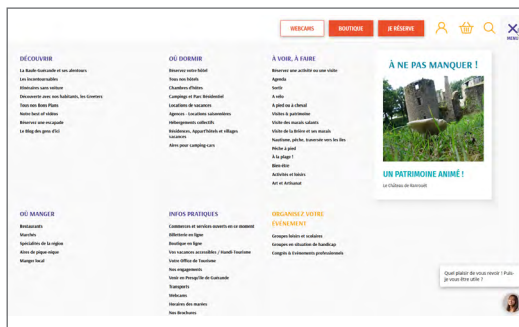 WEBCAMS
BOUTIQUE
JE RÉSERVE
MENU
DÉCOUVRIR
La Baule-Guérande et ses alentours
Les incontournables
Itinéraires sans voiture
Découverte avec nos habitants, les Greeters
Tous nos Bons Plans
Notre best of vidéos
Réservez une escapade
Le Blog des gens d'ici
OÙ DORMIR
Réservez votre hôtel
Tous nos hôtels
Chambres d'hôtes
Campings et Parc Résidentiel
Locations de vacances
Agences - Locations saisonnières
Hébergements collectifs
Résidences, Appart'hôtels et villages
vacances
Aires pour camping-cars
À VOIR, À FAIRE
Réservez une activité ou une visite
Agenda
Sortir
A vélo
A pied ou à cheval
Visites & patrimoine
Visite des marais salants
Visite de la Brière et ses marais
Nautisme, pêche, traversée vers les îles
Pêche à pied
À la plage !
Bien-être
Activités et loisirs
Art et Artisanat
À NE PAS MANQUER !
UN PATRIMOINE ANIMÉ !
Le Château de Ranrouët
OÙ MANGER
Restaurants
Marchés
Spécialités de la région
Aires de pique-nique
Manger local
INFOS PRATIQUES
Commerces et services ouverts en ce moment
Billetterie en ligne
Boutique en ligne
Vos vacances accessibles / Handi-Tourisme
Votre Office de Tourisme
Nos engagements
Venir en Presqu'île de Guérande
Transports
Webcams
Horaires des marées
Nos Brochures
ORGANISEZ VOTRE
ÉVÉNEMENT
Groupes loisirs et scolaires
Groupes en situation de handicap
Congrès & Evénements professionnels
Quel plaisir de vous revoir ! Puis-
je vous être utile ?